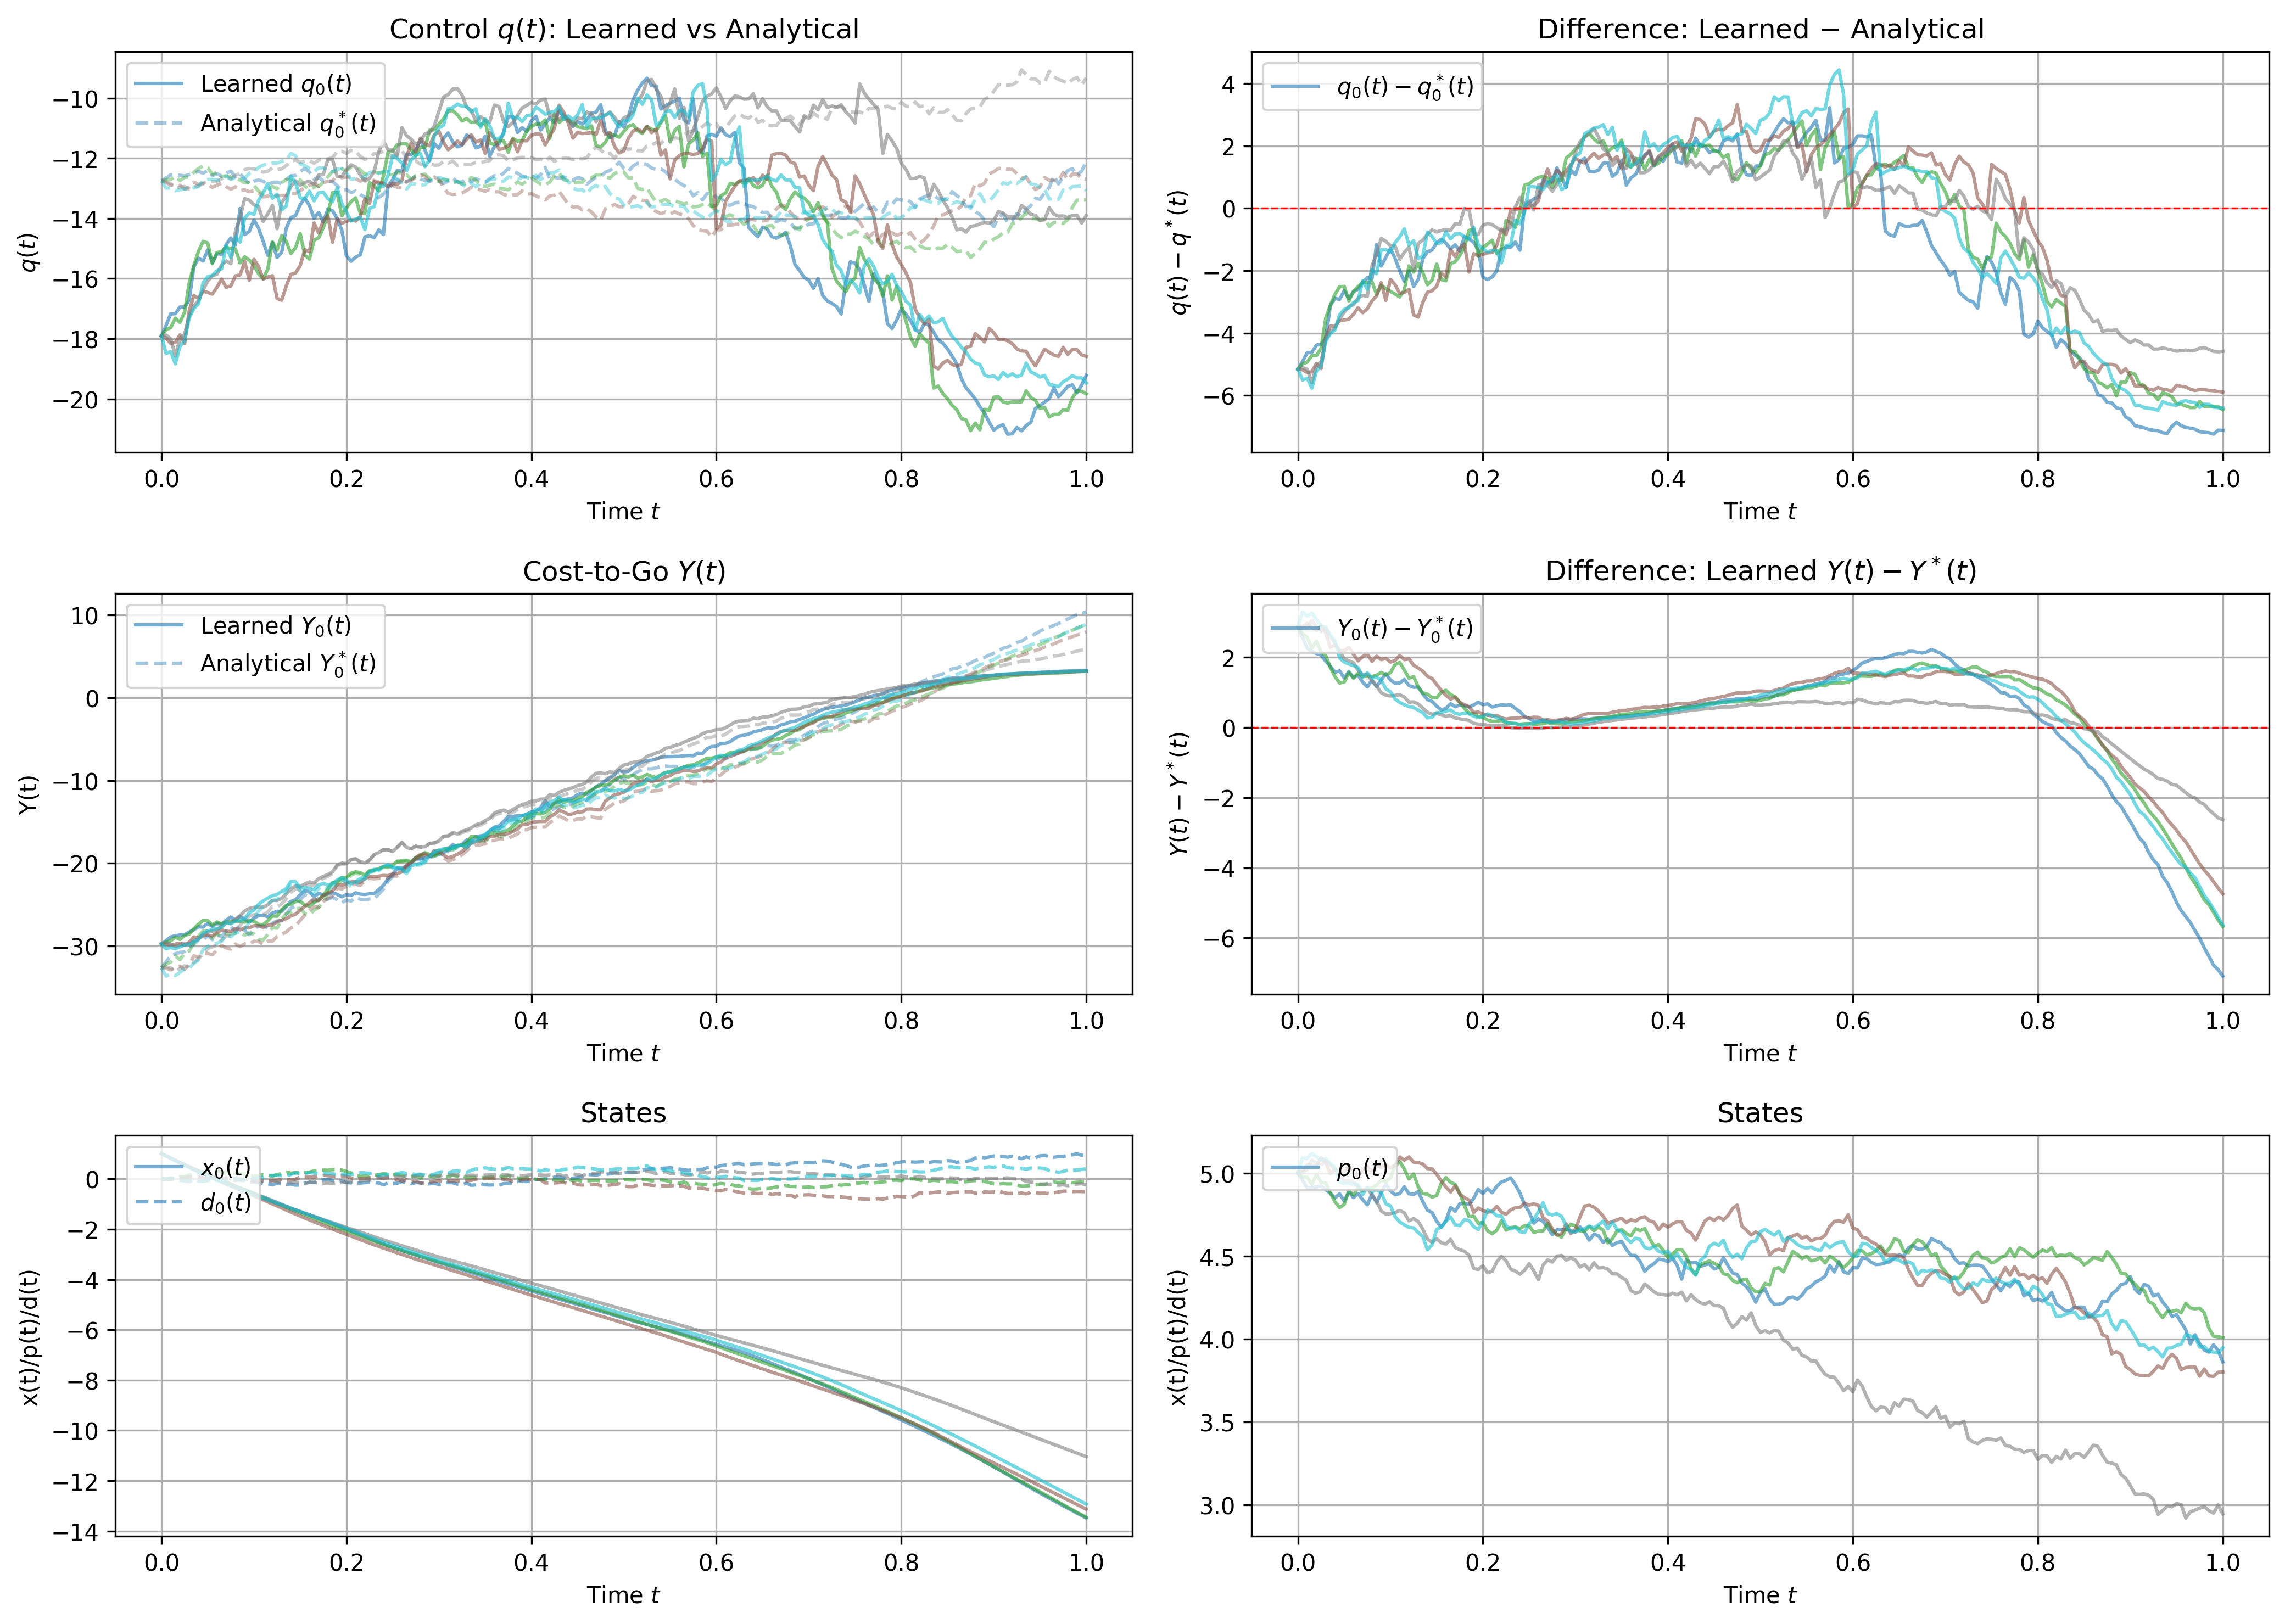 Control q(t): Learned vs Analytical
Learned q₀(t)
Analytical q₀*(t)
−10
−12
−14
−16
−18
−20
q(t)
0.0 0.2 0.4 0.6 0.8 1.0
Time t
Difference: Learned − Analytical
q₀(t) − q₀*(t)
4
2
0
−2
−4
−6
q(t) − q*(t)
0.0 0.2 0.4 0.6 0.8 1.0
Time t
Cost-to-Go Y(t)
Learned Y₀(t)
Analytical Y₀*(t)
10
0
−10
−20
−30
Y(t)
0.0 0.2 0.4 0.6 0.8 1.0
Time t
Difference: Learned Y(t) − Y*(t)
Y₀(t) − Y₀*(t)
2
0
−2
−4
−6
Y(t) − Y*(t)
0.0 0.2 0.4 0.6 0.8 1.0
Time t
States
x₀(t)
d₀(t)
0
−2
−4
−6
−8
−10
−12
−14
x(t)/p(t)/d(t)
0.0 0.2 0.4 0.6 0.8 1.0
Time t
States
p₀(t)
5.0
4.5
4.0
3.5
3.0
x(t)/p(t)/d(t)
0.0 0.2 0.4 0.6 0.8 1.0
Time t